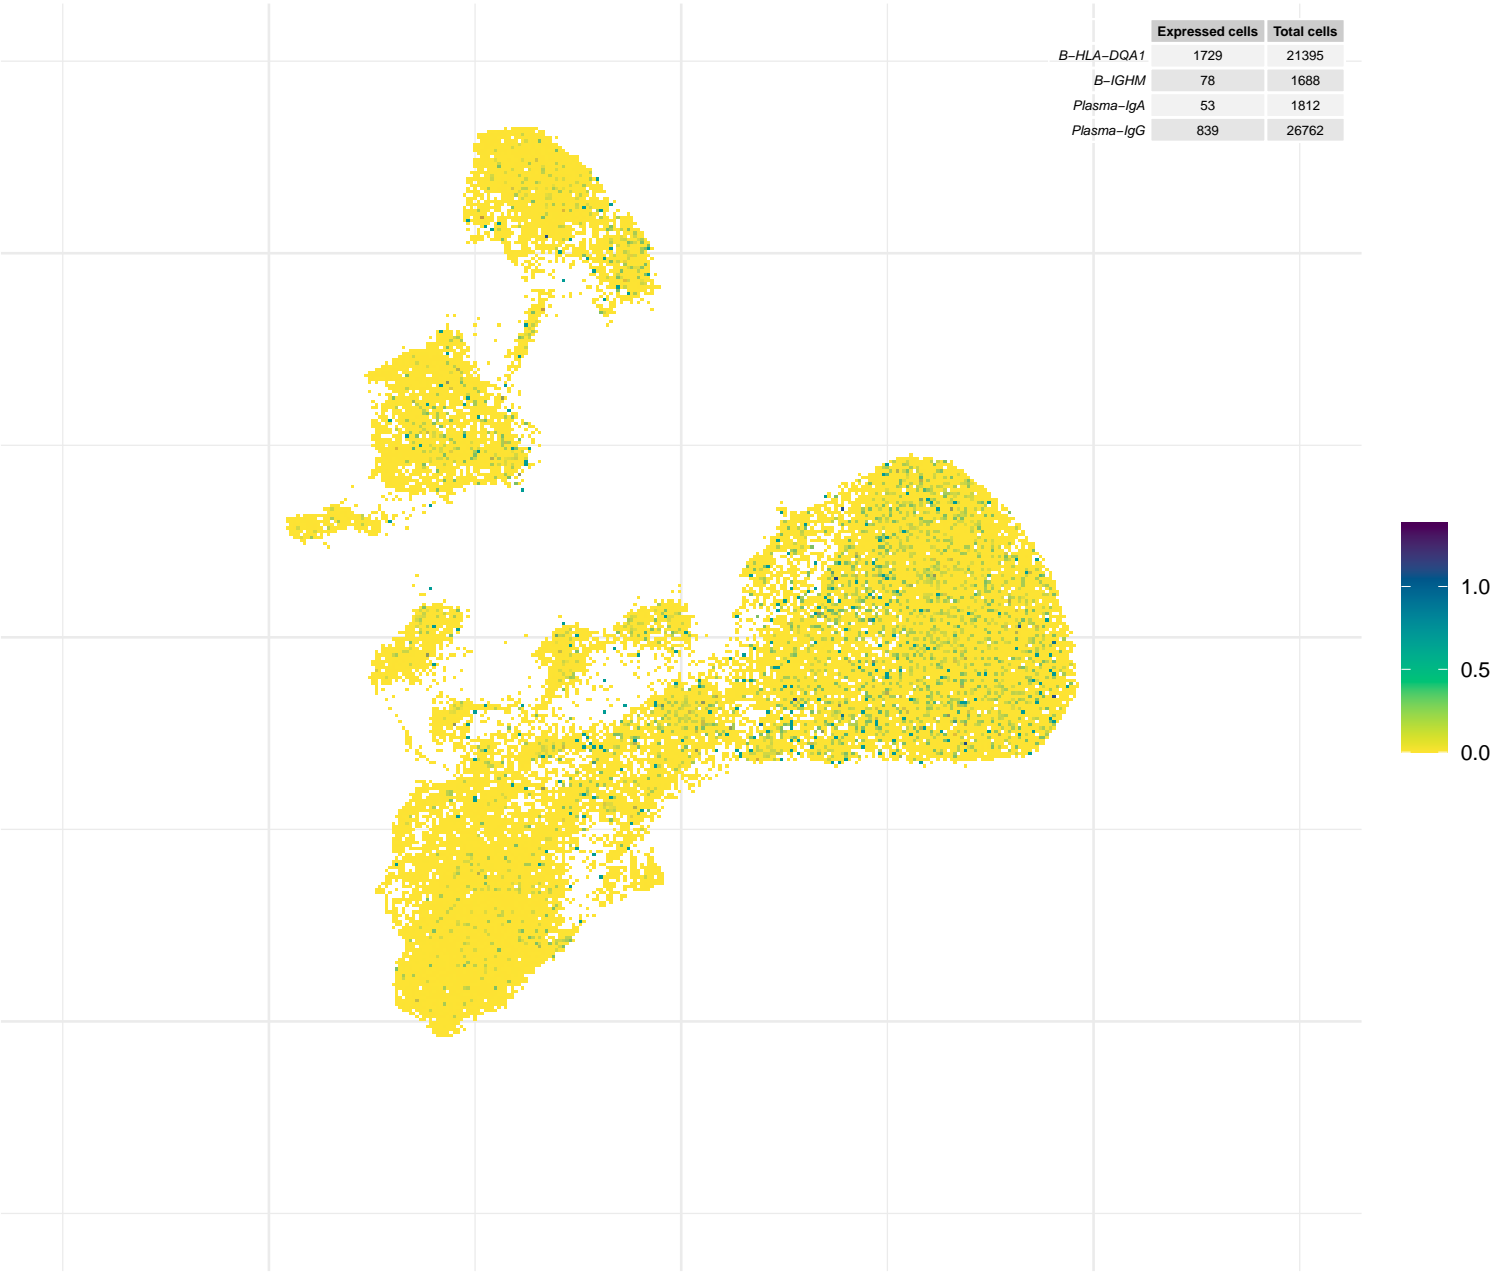 Expressed cells Total cells
B−HLA−DQA1 1729 21395
B−IGHM 78 1688
Plasma−IgA 53 1812
Plasma−IgG 839 26762
1.0
0.5
0.0